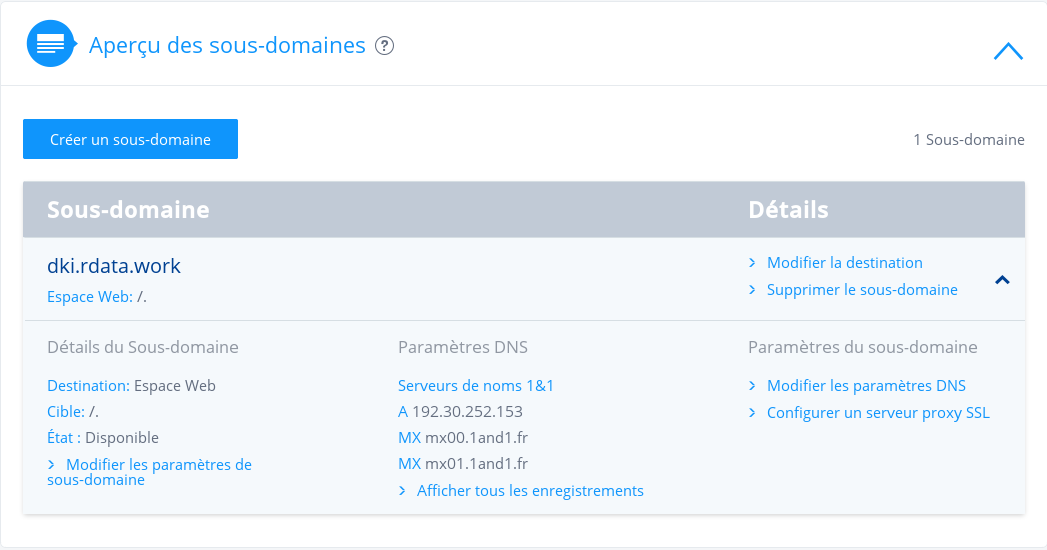 Aperçu des sous-domaines ?
Créer un sous-domaine
1 Sous-domaine
Sous-domaine
Détails
dki.rdata.work
Espace Web: /.
Modifier la destination
Supprimer le sous-domaine
Détails du Sous-domaine
Destination: Espace Web
Cible: /.
État : Disponible
Modifier les paramètres de
sous-domaine
Paramètres DNS
Serveurs de noms 1&1
A 192.30.252.153
MX mx00.1and1.fr
MX mx01.1and1.fr
Afficher tous les enregistrements
Paramètres du sous-domaine
Modifier les paramètres DNS
Configurer un serveur proxy SSL